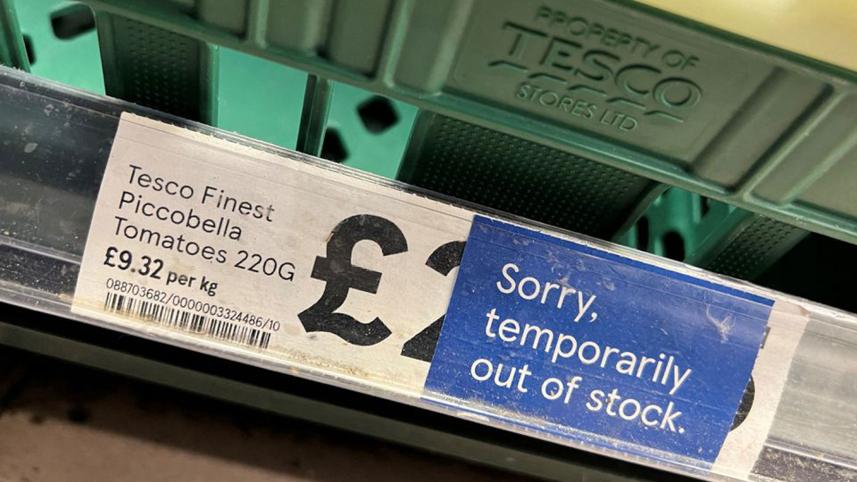 PROPERTY OF
TESCO
STORES LTD
Tesco Finest
Piccobella
Tomatoes 220G
£9.32 per kg
088703682/0000003324486/10
£2
Sorry,
temporarily
out of stock.